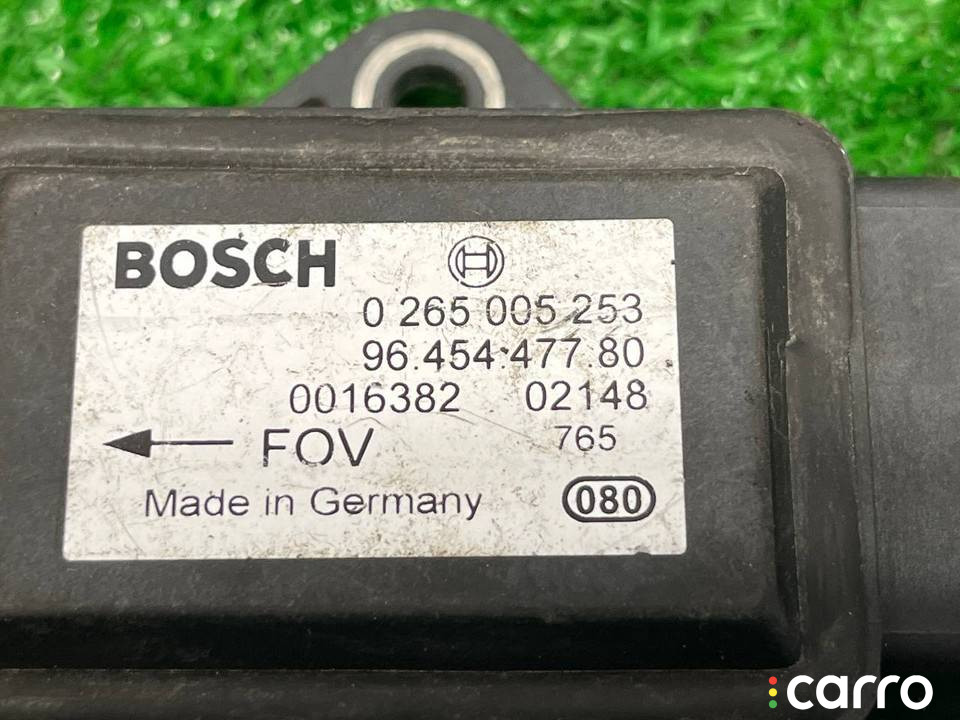 BOSCH
0 265 005 253
96.454.477.80
0016382 02148
FOV 765
Made in Germany 080
carro